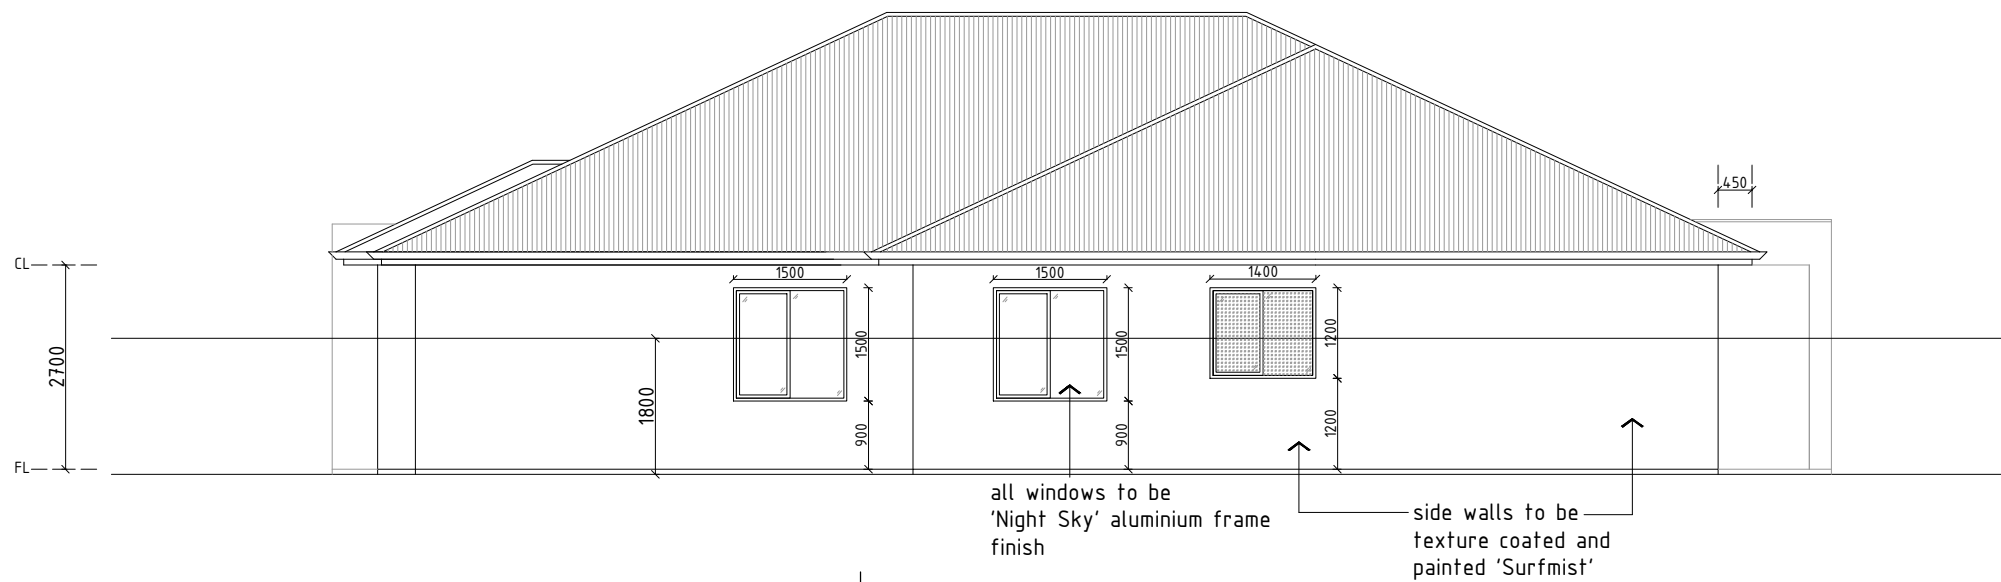 450
CL
1500
1500
1400
2700
1800
1500
900
1500
900
1200
1200
FL
all windows to be
'Night Sky' aluminium frame
finish
side walls to be
texture coated and
painted 'Surfmist'